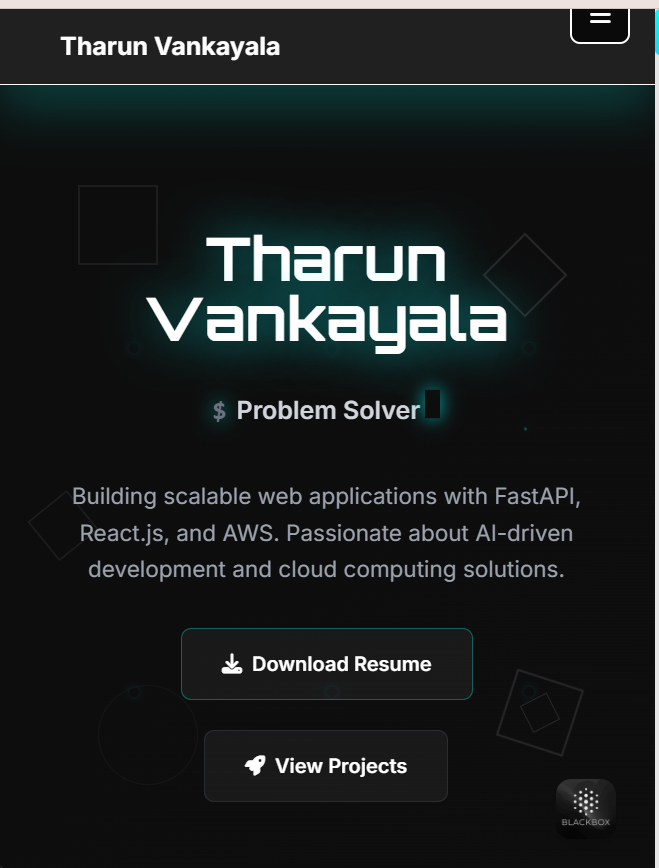 Tharun Vankayala
Tharun
Vankayala
$ Problem Solver
Building scalable web applications with FastAPI,
React.js, and AWS. Passionate about AI-driven
development and cloud computing solutions.
Download Resume
View Projects
BLACKBOX